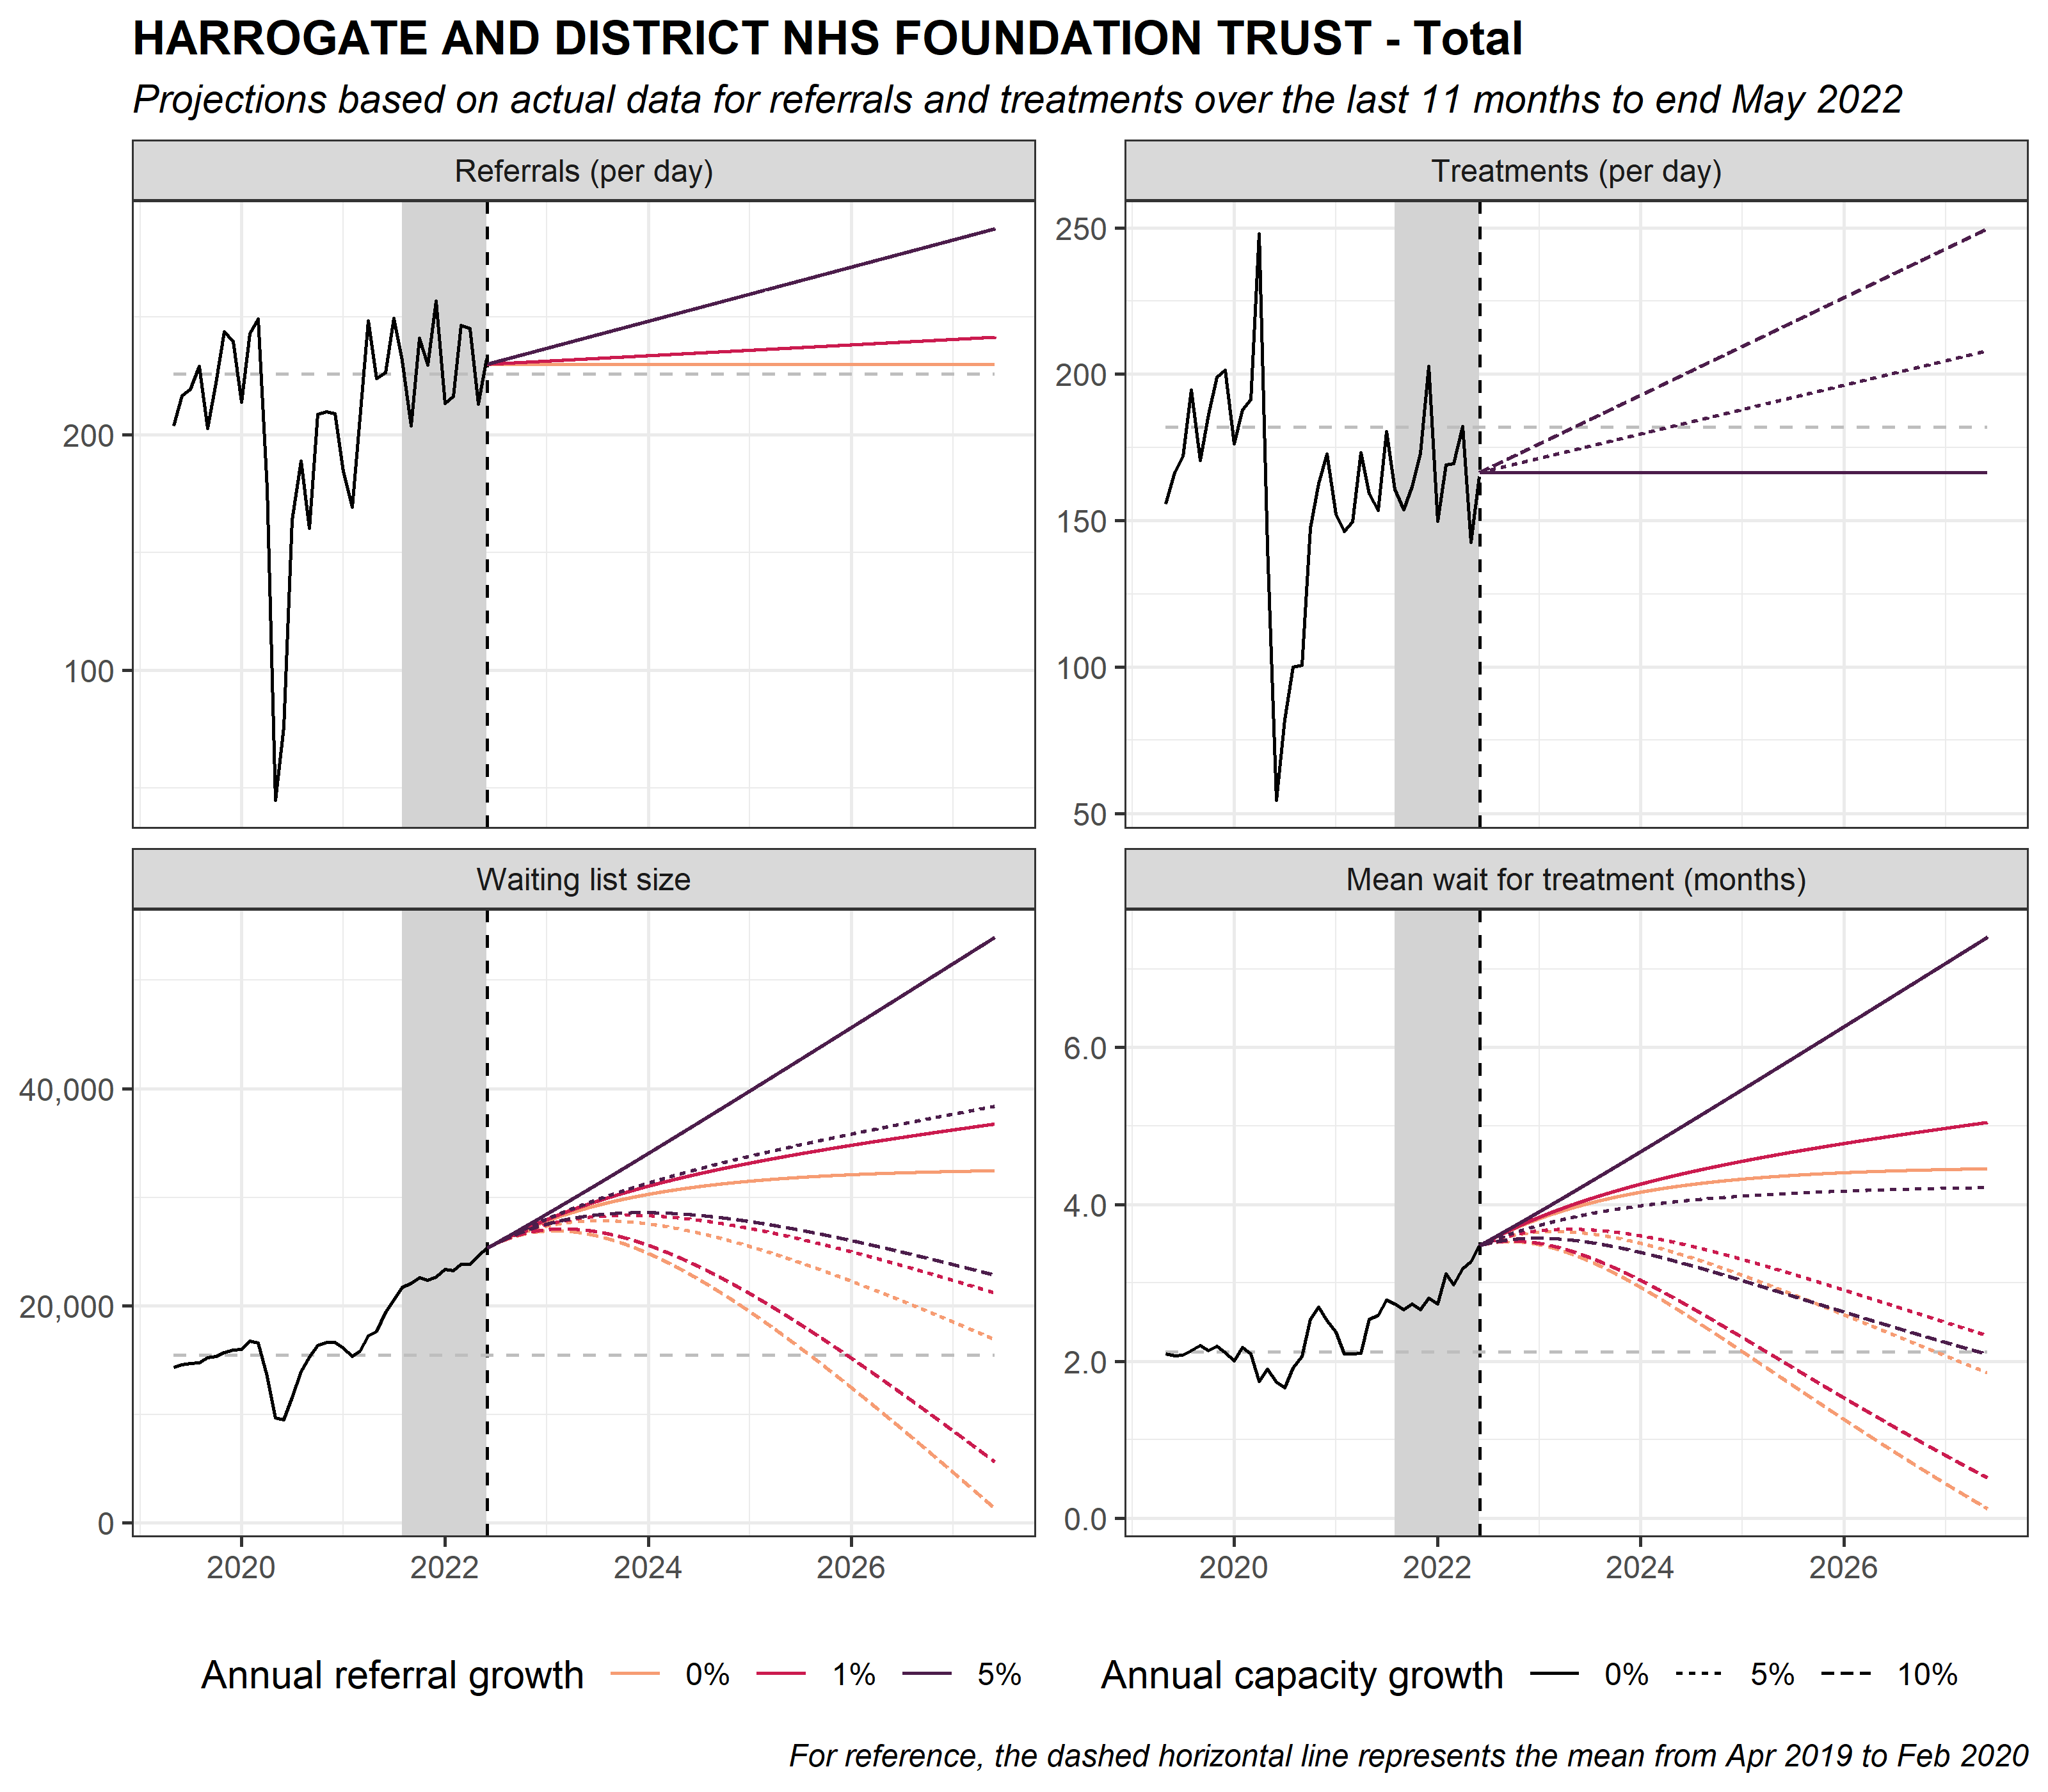 HARROGATE AND DISTRICT NHS FOUNDATION TRUST - Total
Projections based on actual data for referrals and treatments over the last 11 months to end May 2022
Referrals (per day)
200
100
Treatments (per day)
250
200
150
100
50
Waiting list size
40,000
20,000
0
2020 2022 2024 2026
Mean wait for treatment (months)
6.0
4.0
2.0
0.0
2020 2022 2024 2026
Annual referral growth 0% 1% 5% Annual capacity growth 0% 5% 10%
For reference, the dashed horizontal line represents the mean from Apr 2019 to Feb 2020